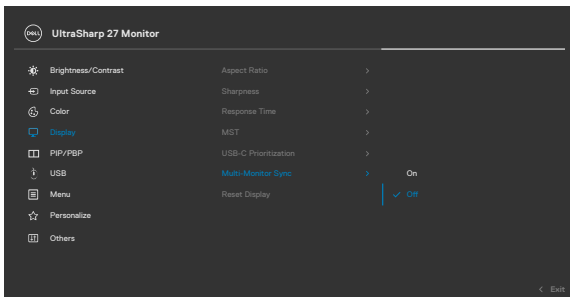 DELL UltraSharp 27 Monitor
Brightness/Contrast
Input Source
Color
Display
PIP/PBP
USB
Menu
Personalize
Others
Aspect Ratio
Sharpness
Response Time
MST
USB-C Prioritization
Multi-Monitor Sync
Reset Display
On
Off
Exit